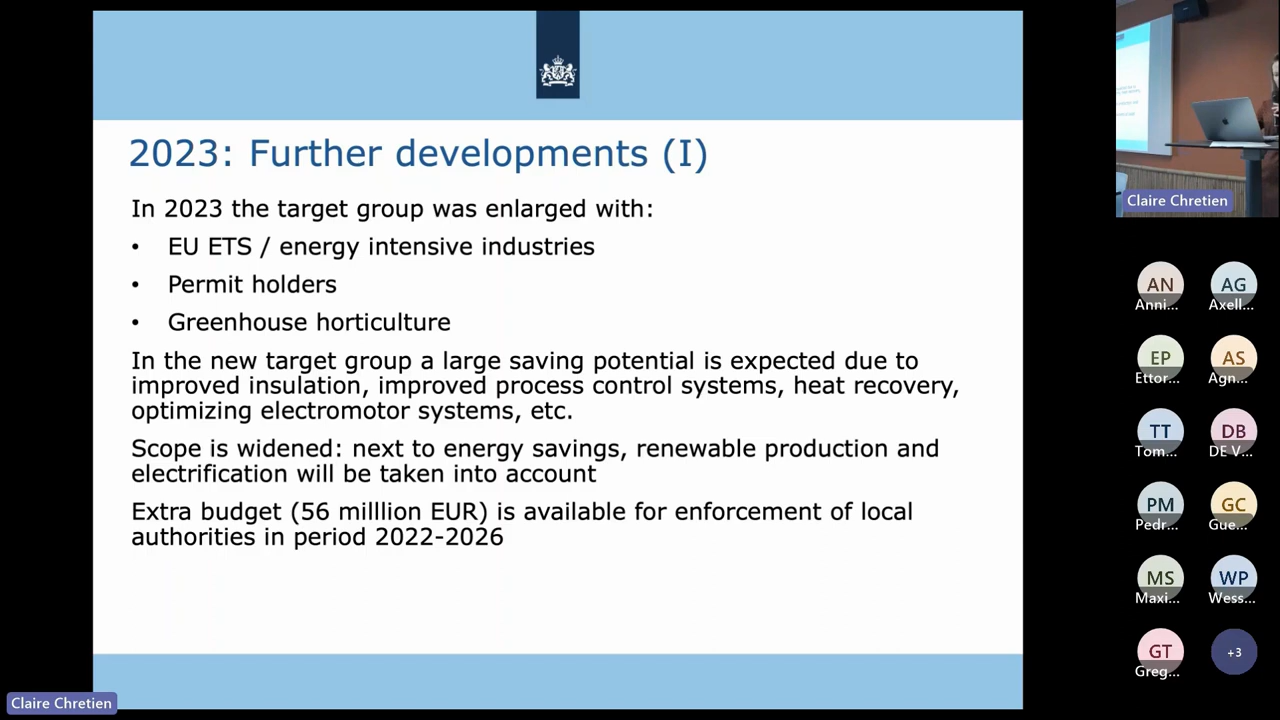 2023: Further developments (I)
In 2023 the target group was enlarged with:
• EU ETS / energy intensive industries
• Permit holders
• Greenhouse horticulture
In the new target group a large saving potential is expected due to
improved insulation, improved process control systems, heat recovery,
optimizing electromotor systems, etc.
Scope is widened: next to energy savings, renewable production and
electrification will be taken into account
Extra budget (56 milllion EUR) is available for enforcement of local
authorities in period 2022-2026
Claire Chretien
Claire Chretien
AN
Anni...
AG
Axell...
EP
Ettor...
AS
Agn...
TT
Tom...
DB
DE V...
PM
Pedr...
GC
Gue...
MS
Maxi...
WP
Wess...
GT
Greg...
+3